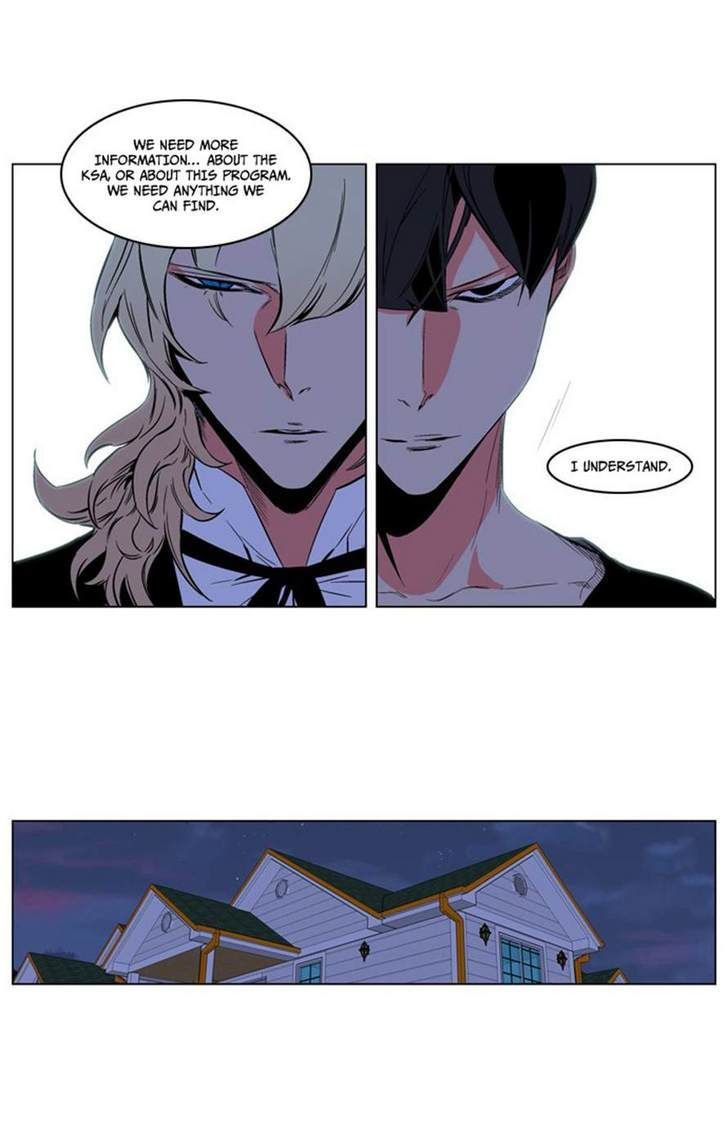 WE NEED MORE
INFORMATION... ABOUT THE
KSA, OR ABOUT THIS PROGRAM.
WE NEED ANYTHING WE
CAN FIND.
I UNDERSTAND.